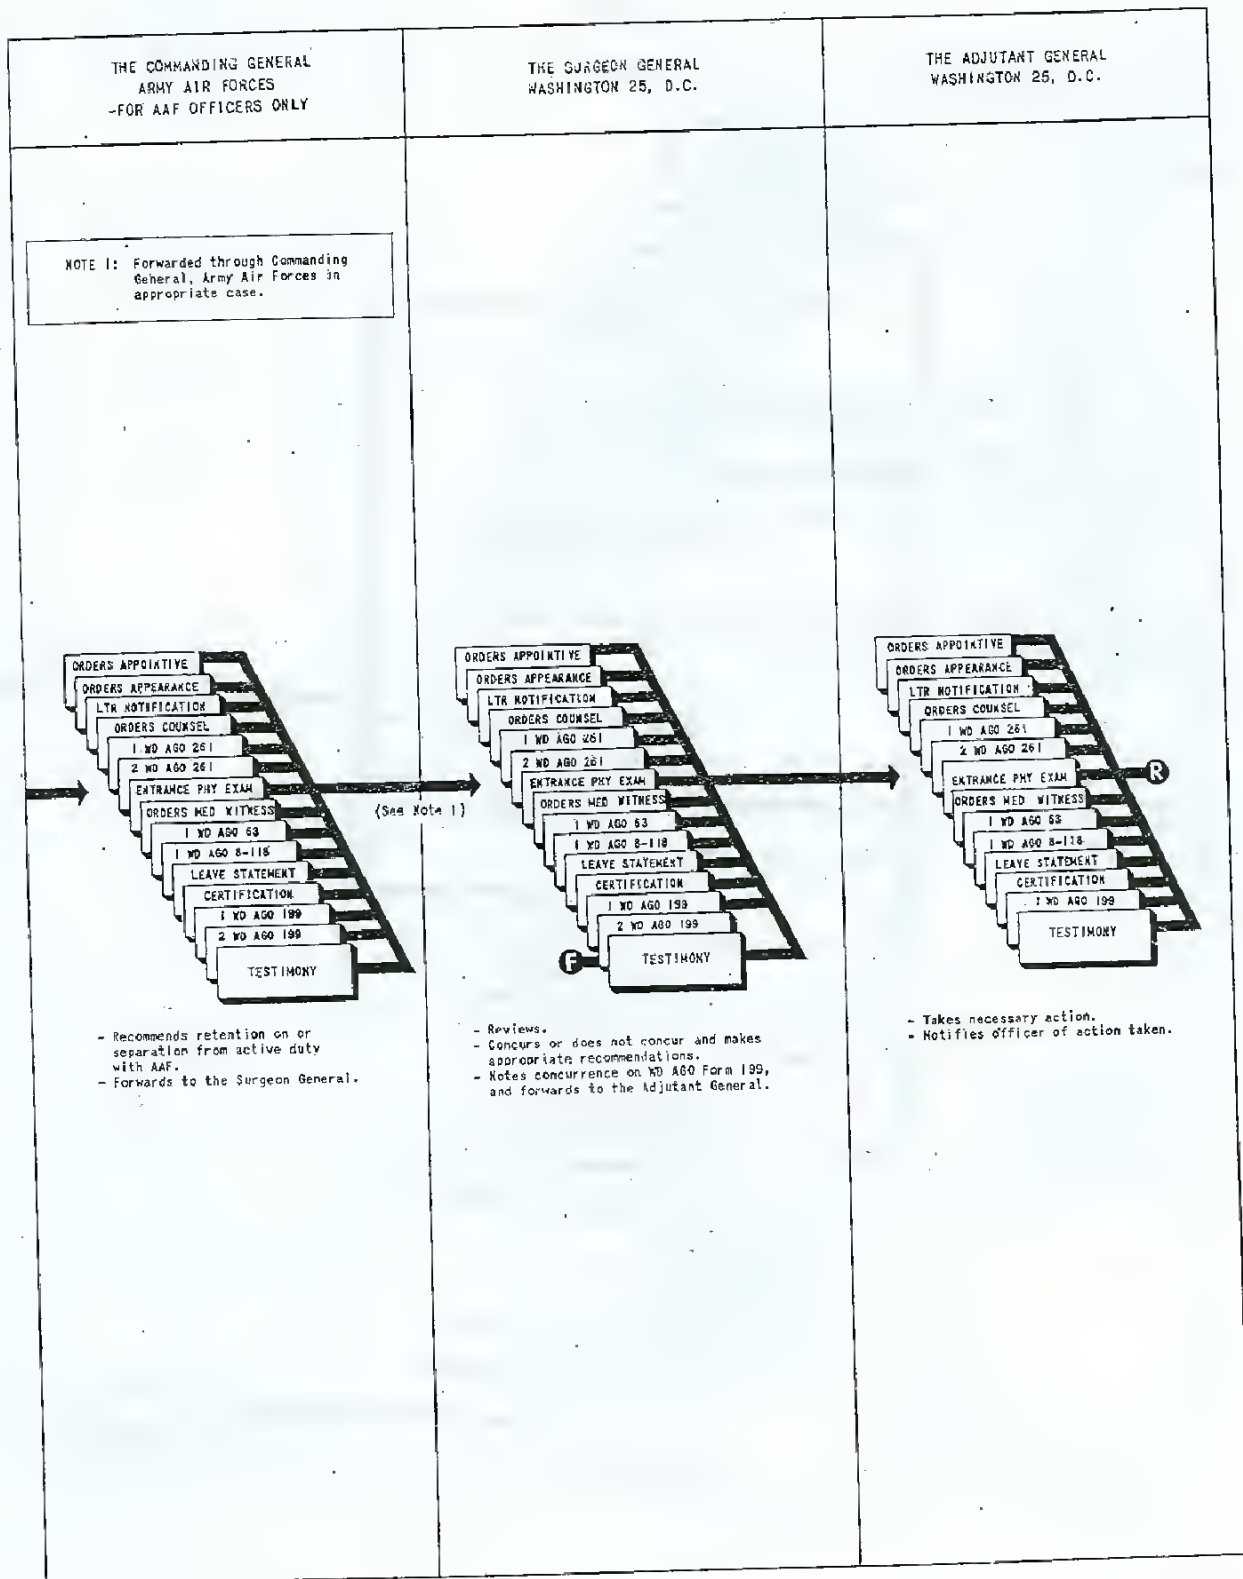 THE COMMANDING GENERAL
ARMY AIR FORCES
-FOR AAF OFFICERS ONLY
THE SURGEON GENERAL
WASHINGTON 25, D.C.
THE ADJUTANT GENERAL
WASHINGTON 25, D.C.
NOTE 1: Forwarded through Commanding
General, Army Air Forces in
appropriate case.
ORDERS APPOINTIVE
ORDERS APPEARANCE
LTR NOTIFICATION
ORDERS COUNSEL
1 WD AGO 261
2 WD AGO 261
ENTRANCE PHY EXAM
ORDERS MED WITNESS
1 WD AGO 63
1 WD AGO 8-118
LEAVE STATEMENT
CERTIFICATION
1 WD AGO 199
2 WD AGO 199
TESTIMONY
(See Note 1)
- Recommends retention on or
separation from active duty
with AAF.
- Forwards to the Surgeon General.
ORDERS APPOINTIVE
ORDERS APPEARANCE
LTR NOTIFICATION
ORDERS COUNSEL
1 WD AGO 261
2 WD AGO 261
ENTRANCE PHY EXAM
ORDERS MED WITNESS
1 WD AGO 63
1 WD AGO 8-118
LEAVE STATEMENT
CERTIFICATION
1 WD AGO 199
2 WD AGO 199
TESTIMONY
F
- Reviews.
- Concurs or does not concur and makes
appropriate recommendations.
- Notes concurrence on WD AGO Form 199,
and forwards to the Adjutant General.
ORDERS APPOINTIVE
ORDERS APPEARANCE
LTR NOTIFICATION
ORDERS COUNSEL
1 WD AGO 261
2 WD AGO 261
ENTRANCE PHY EXAM
ORDERS MED WITNESS
1 WD AGO 63
1 WD AGO 8-118
LEAVE STATEMENT
CERTIFICATION
1 WD AGO 199
TESTIMONY
R
- Takes necessary action.
- Notifies officer of action taken.